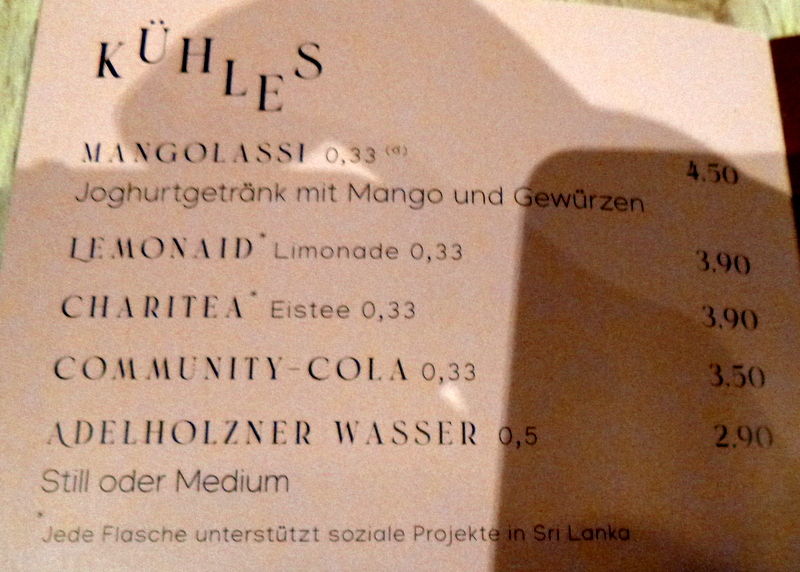 KÜHLES
MANGOLASSI 0,33 (d) 4.50
Joghurtgetränk mit Mango und Gewürzen
LEMONAID* Limonade 0,33 3.90
CHARITEA* Eistee 0,33 3.90
COMMUNITY-COLA 0,33 3.50
ADELHOLZNER WASSER 0,5 2.90
Still oder Medium
*Jede Flasche unterstützt soziale Projekte in Sri Lanka